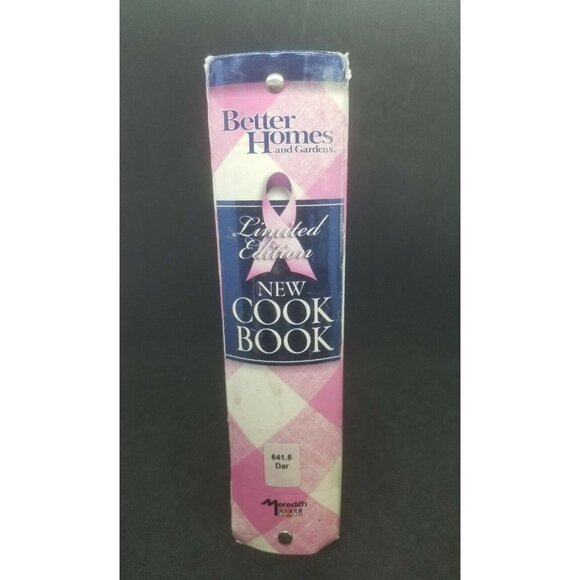 Better
Homes
and Gardens®
Limited
Edition
NEW
COOK
BOOK
641.5
Dar
Meredith